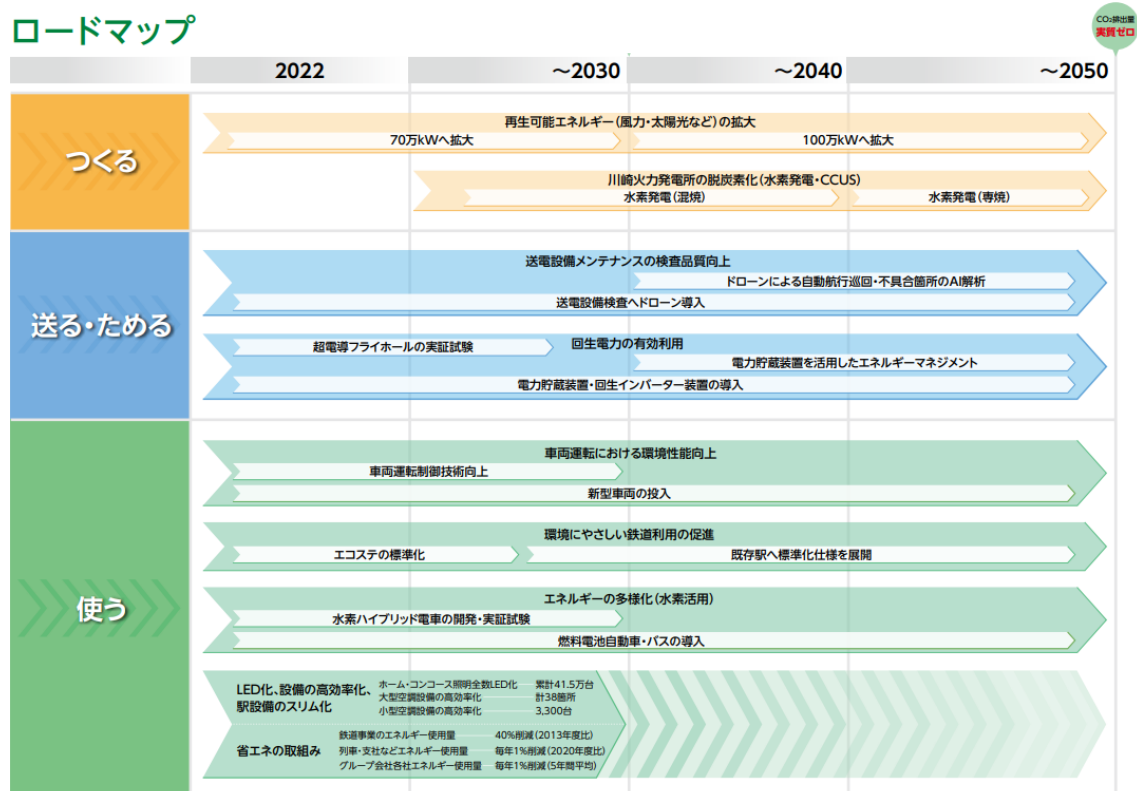 ロードマップ
CO₂排出量
実質ゼロ
2022
～2030
～2040
～2050
つくる
再生可能エネルギー(風力・太陽光など)の拡大
70万kWへ拡大
100万kWへ拡大
川崎火力発電所の脱炭素化(水素発電・CCUS)
水素発電(混焼)
水素発電(専焼)
送る・ためる
送電設備メンテナンスの検査品質向上
ドローンによる自動航行巡回・不具合箇所のAI解析
送電設備検査へドローン導入
回生電力の有効利用
超電導フライホールの実証試験
電力貯蔵装置を活用したエネルギーマネジメント
電力貯蔵装置・回生インバーター装置の導入
使う
車両運転における環境性能向上
車両運転制御技術向上
新型車両の投入
環境にやさしい鉄道利用の促進
エコステの標準化
既存駅へ標準化仕様を展開
エネルギーの多様化(水素活用)
水素ハイブリッド電車の開発・実証試験
燃料電池自動車・バスの導入
LED化、設備の高効率化、
駅設備のスリム化
ホーム・コンコース照明全数LED化 累計41.5万台
大型空調設備の高効率化 計38箇所
小型空調設備の高効率化 3,300台
省エネの取組み
鉄道事業のエネルギー使用量 40%削減(2013年度比)
列車・支社などエネルギー使用量 毎年1%削減(2020年度比)
グループ会社各社エネルギー使用量 毎年1%削減(5年間平均)